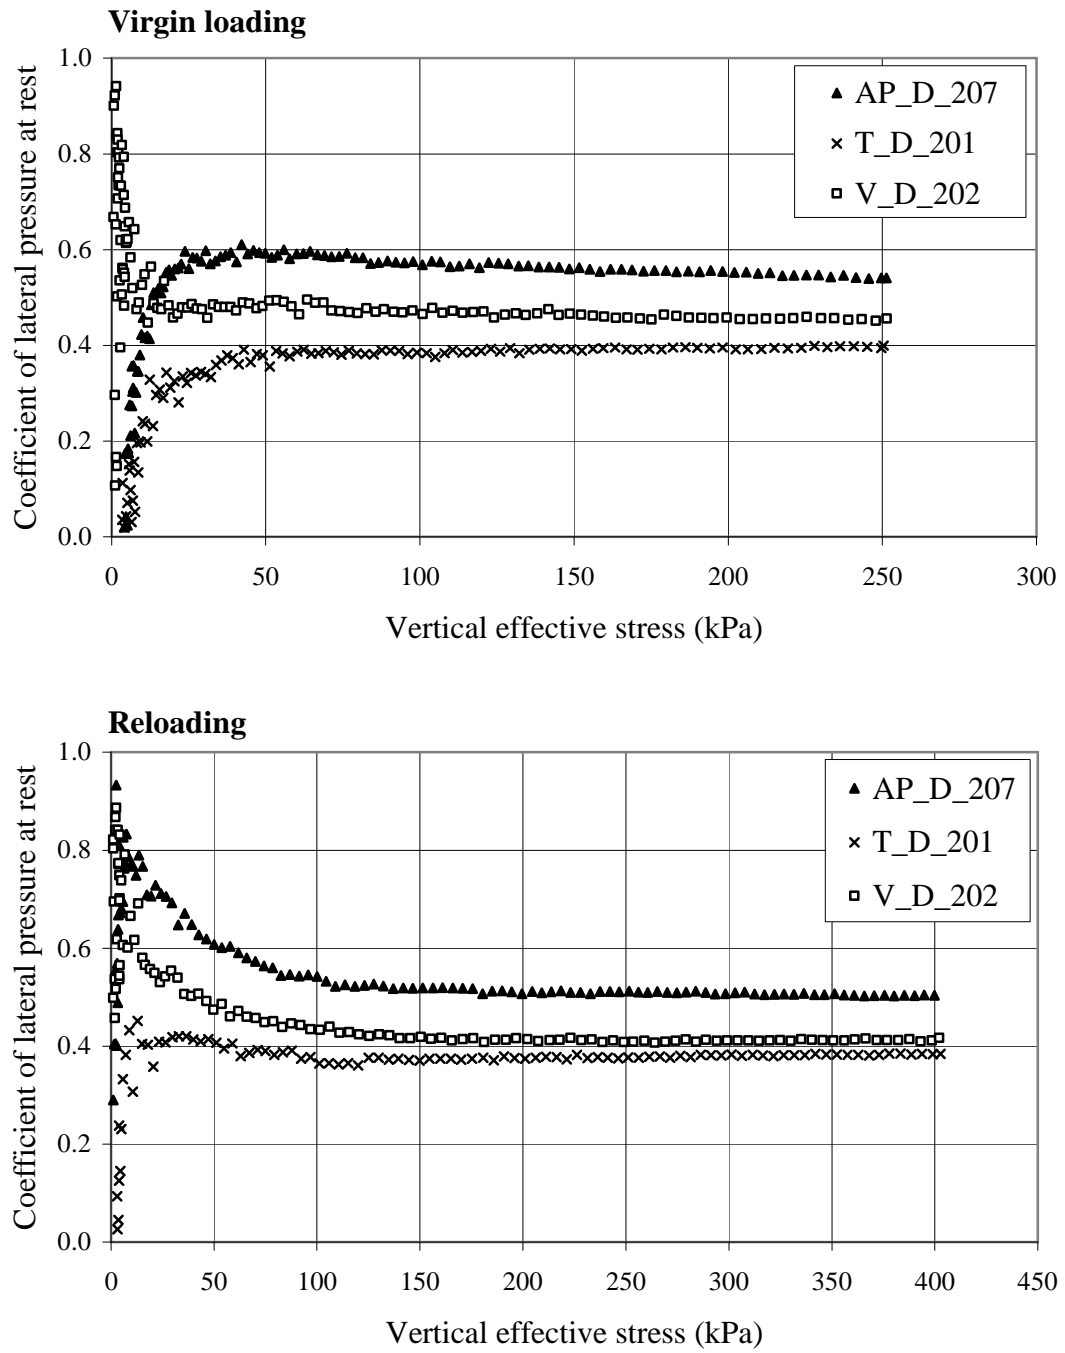 Virgin loading
Coefficient of lateral pressure at rest
1.0
0.8
0.6
0.4
0.2
0.0
AP_D_207
T_D_201
V_D_202
0 50 100 150 200 250 300
Vertical effective stress (kPa)
Reloading
Coefficient of lateral pressure at rest
1.0
0.8
0.6
0.4
0.2
0.0
AP_D_207
T_D_201
V_D_202
0 50 100 150 200 250 300 350 400 450
Vertical effective stress (kPa)